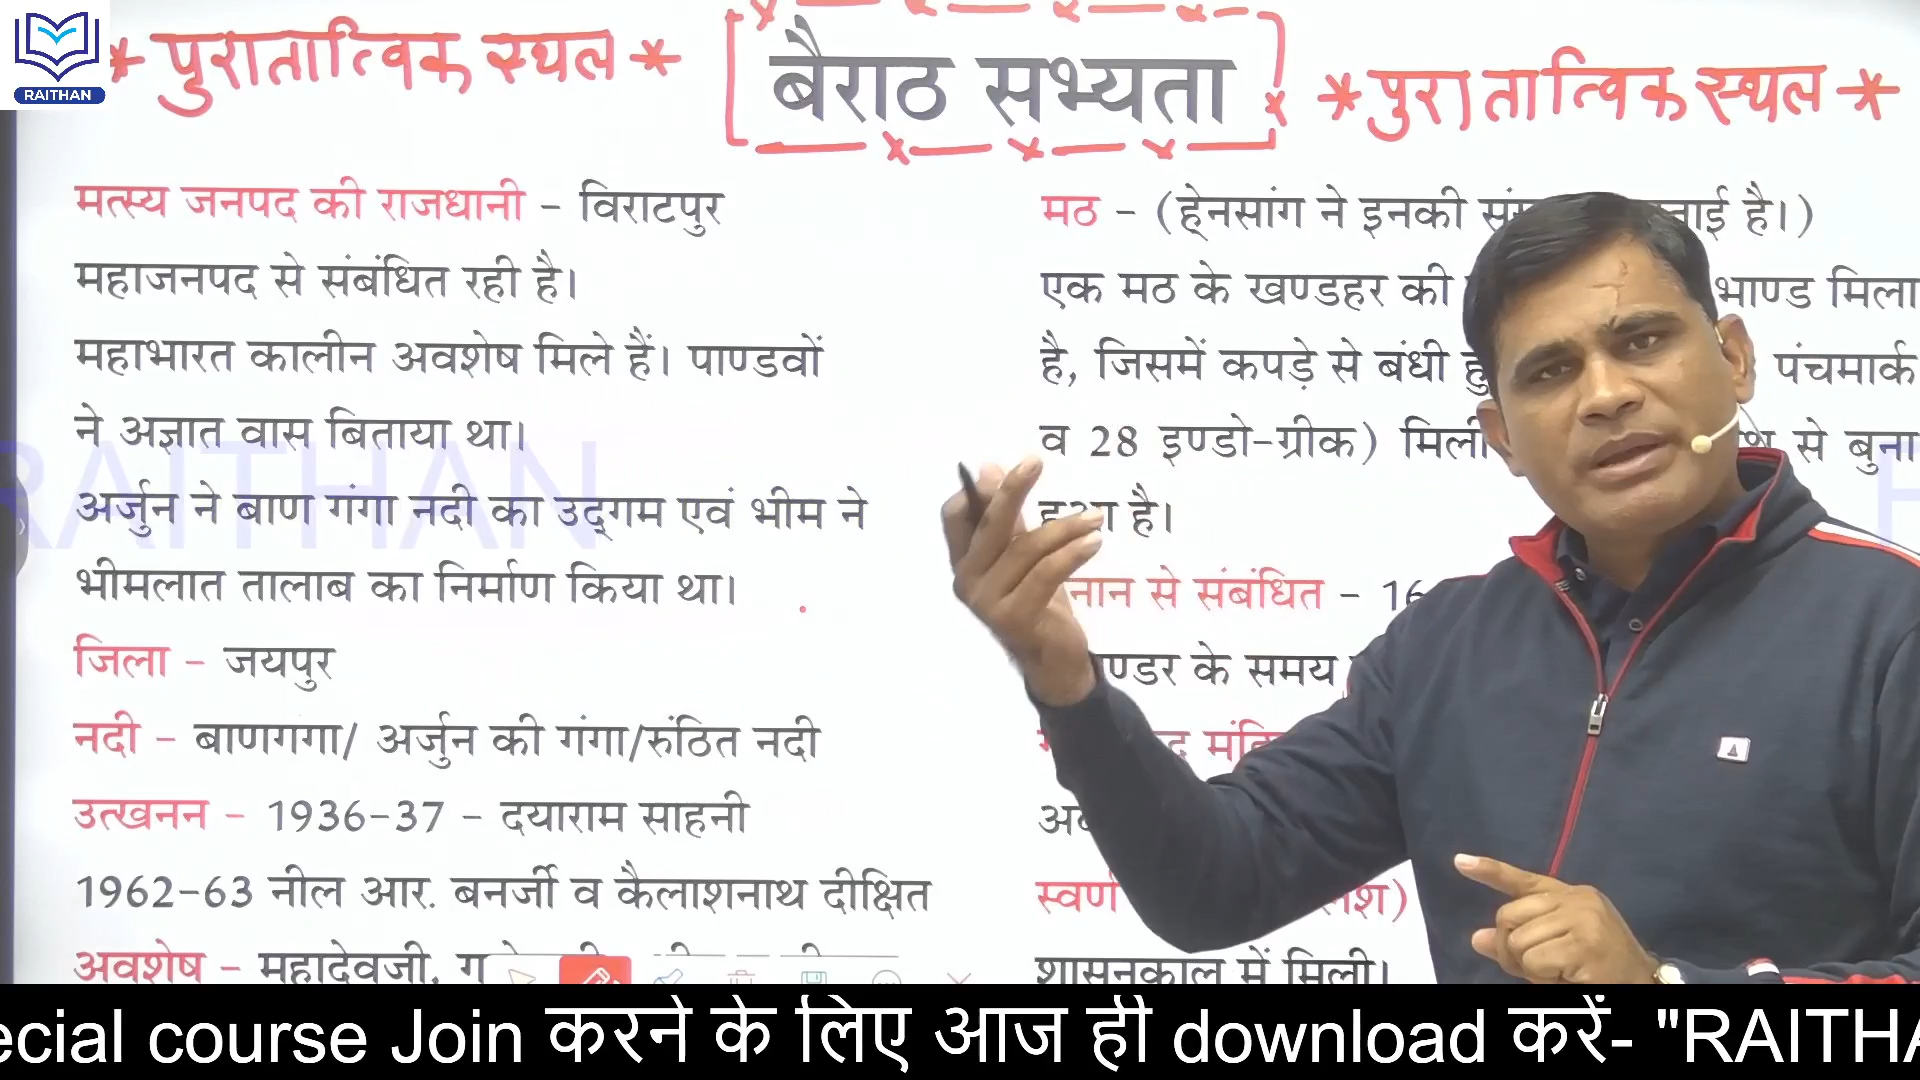 RAITHAN
* पुरातात्विक स्थल *
बैराठ सभ्यता
* पुरातात्विक स्थल *
मत्स्य जनपद की राजधानी - विराटपुर
महाजनपद से संबंधित रही है।
महाभारत कालीन अवशेष मिले हैं। पाण्डवों
ने अज्ञात वास बिताया था।
अर्जुन ने बाण गंगा नदी का उद्गम एवं भीम ने
भीमलात तालाब का निर्माण किया था।
जिला - जयपुर
नदी - बाणगगा/ अर्जुन की गंगा/रुंठित नदी
उत्खनन - 1936-37 - दयाराम साहनी
1962-63 नील आर. बनर्जी व कैलाशनाथ दीक्षित
अवशेष - महादेवजी,
मठ - (ह्वेनसांग ने इनकी है।)
एक मठ के खण्डहर की भाण्ड मिला
है, जिसमें कपड़े से बंधी पंचमार्क
व 28 इण्डो-ग्रीक) मिली से बुना
है।
से संबंधित - 16
के समय
स्वर्ण
शासनकाल में मिली।
RAITHAN
ecial course Join करने के लिए आज ही download करें- "RAITHA